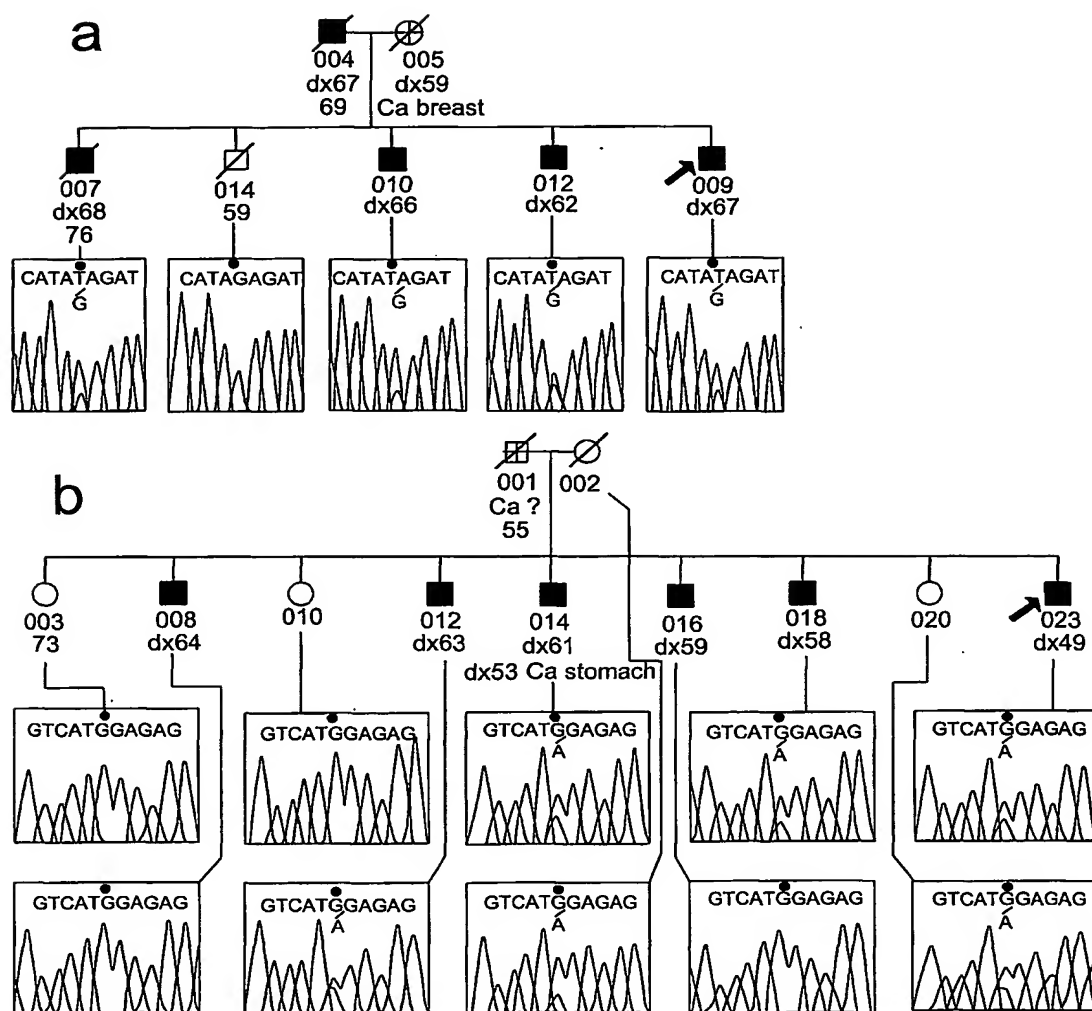 a
004 005
dx67 dx59
69 Ca breast
007 014 010 012 009
dx68 59 dx66 dx62 dx67
76
CATATAGAT CATAGAGAT CATATAGAT CATATAGAT CATATAGAT
G G G G
b
001 002
Ca ?
55
003 008 010 012 014 016 018 020 023
73 dx64 dx63 dx61 dx59 dx58 dx49
dx53 Ca stomach
GTCATGGAGAG GTCATGGAGAG GTCATGGAGAG GTCATGGAGAG GTCATGGAGAG
A A A
GTCATGGAGAG GTCATGGAGAG GTCATGGAGAG GTCATGGAGAG GTCATGGAGAG
A A A